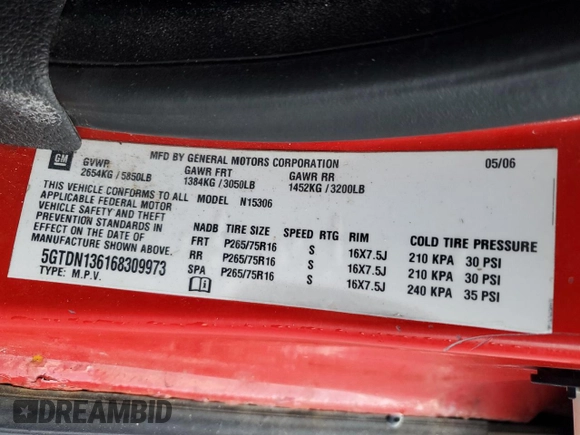 GM
MFD BY GENERAL MOTORS CORPORATION 05/06
GVWR GAWR FRT GAWR RR
2654KG / 5850LB 1384KG / 3050LB 1452KG / 3200LB
THIS VEHICLE CONFORMS TO ALL
APPLICABLE FEDERAL MOTOR
VEHICLE SAFETY AND THEFT
PREVENTION STANDARDS IN
EFFECT ON THE DATE OF
MANUFACTURE SHOWN ABOVE.
5GTDN136168309973
TYPE: M.P.V.
MODEL N15306
NADB TIRE SIZE SPEED RTG RIM COLD TIRE PRESSURE
FRT P265/75R16 S 16X7.5J 210 KPA 30 PSI
RR P265/75R16 S 16X7.5J 210 KPA 30 PSI
SPA P265/75R16 S 16X7.5J 240 KPA 35 PSI
DREAMBID